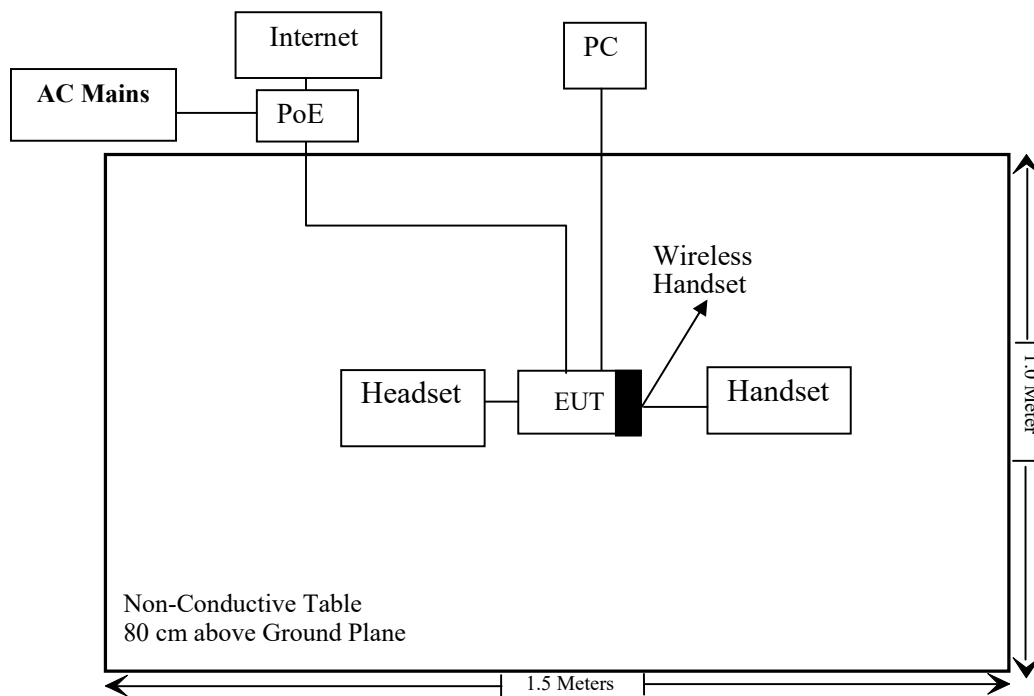 Internet
PC
AC Mains
PoE
Wireless
Handset
Headset
EUT
Handset
1.0 Meter
Non-Conductive Table
80 cm above Ground Plane
1.5 Meters